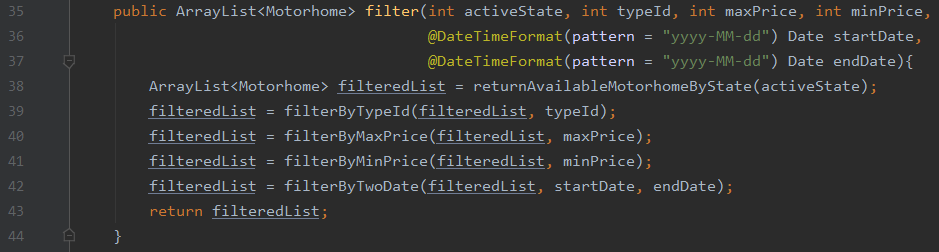 35 public ArrayList<Motorhome> filter(int activeState, int typeId, int maxPrice, int minPrice,
36 @DateTimeFormat(pattern = "yyyy-MM-dd") Date startDate,
37 @DateTimeFormat(pattern = "yyyy-MM-dd") Date endDate){
38 ArrayList<Motorhome> filteredList = returnAvailableMotorhomeByState(activeState);
39 filteredList = filterByTypeId(filteredList, typeId);
40 filteredList = filterByMaxPrice(filteredList, maxPrice);
41 filteredList = filterByMinPrice(filteredList, minPrice);
42 filteredList = filterByTwoDate(filteredList, startDate, endDate);
43 return filteredList;
44 }